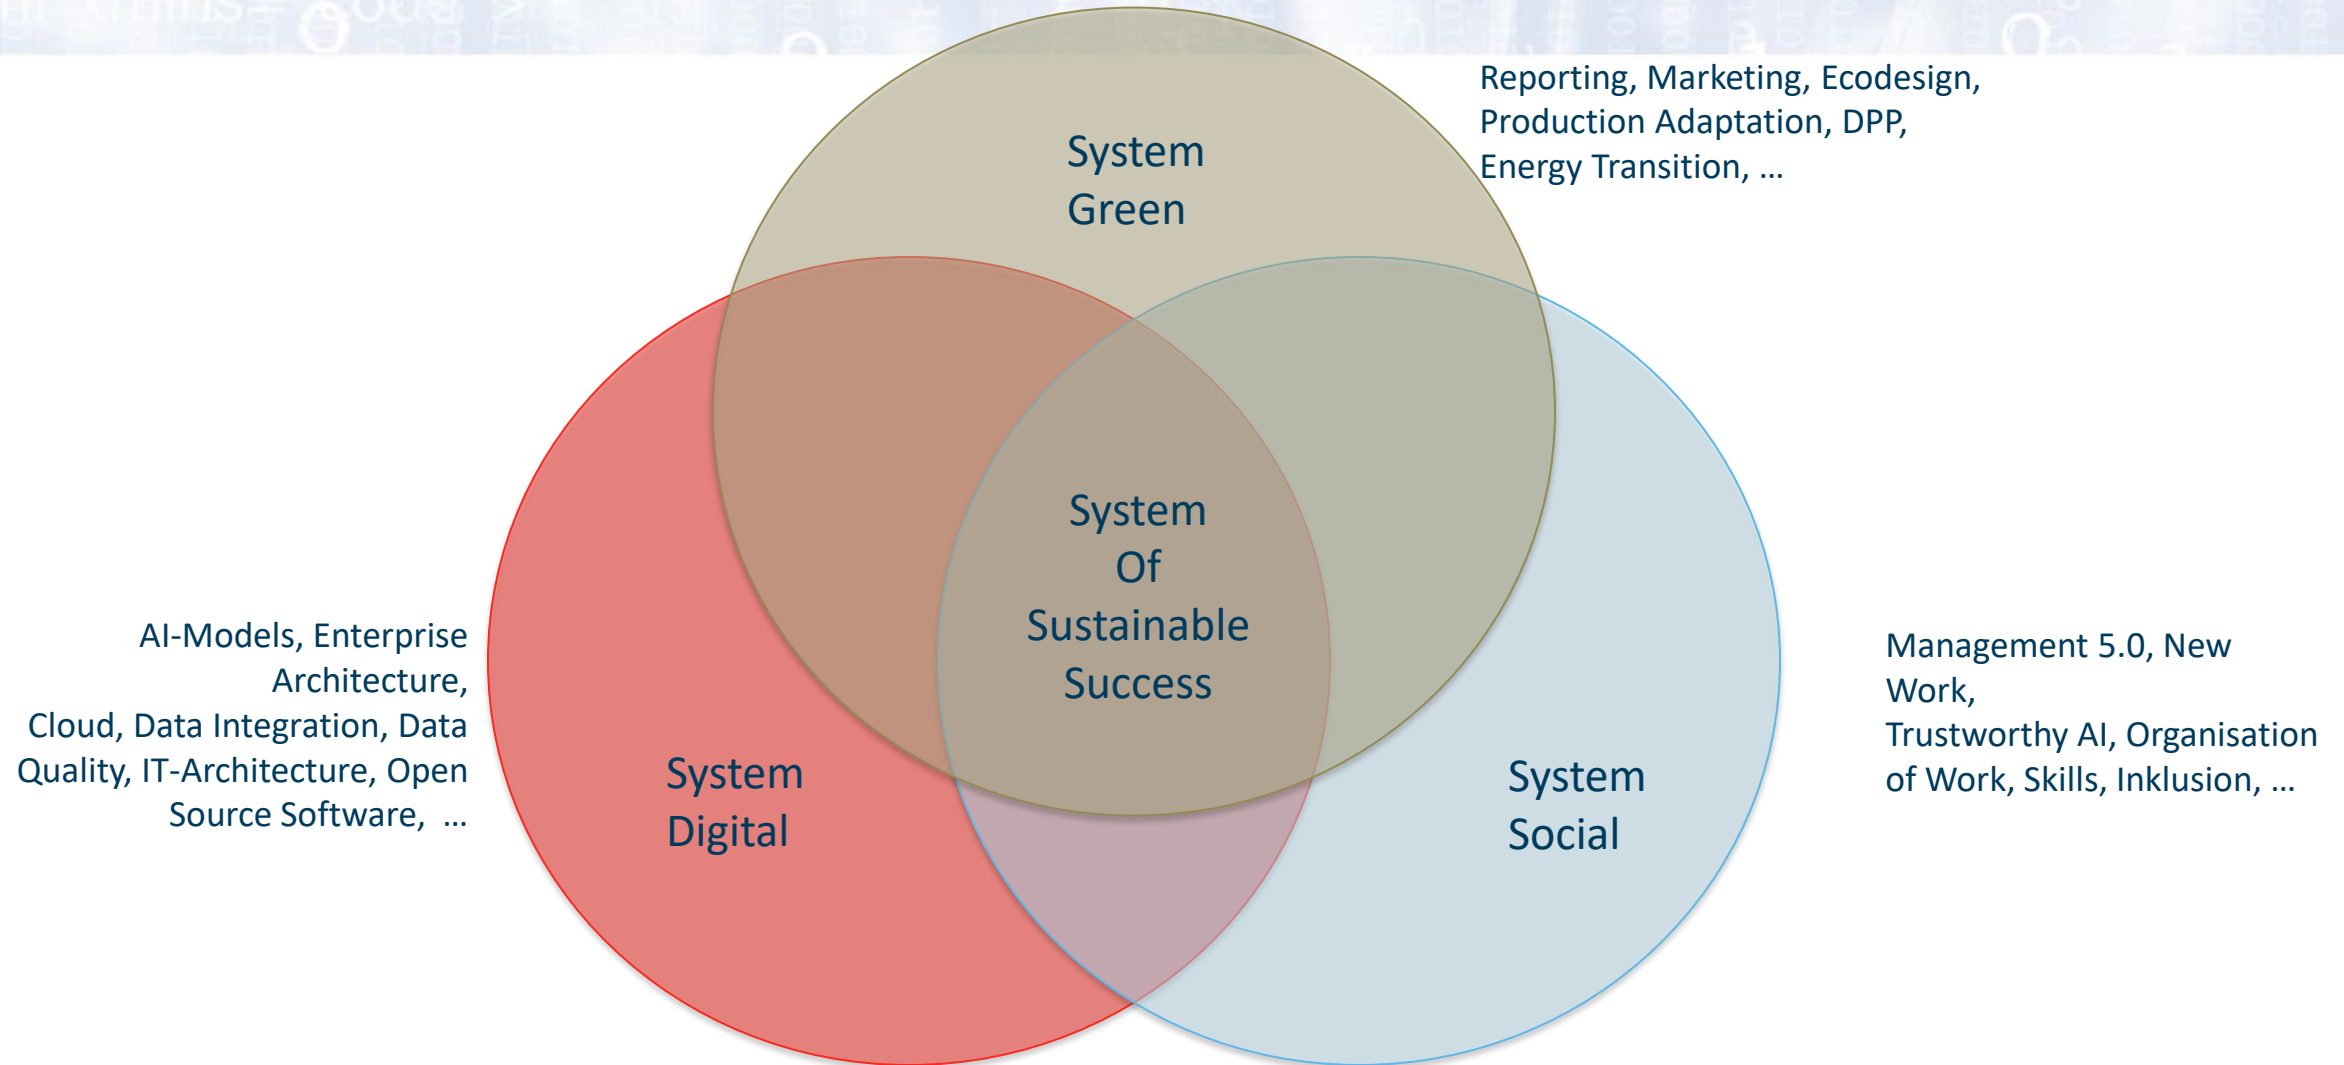 System
Green
Reporting, Marketing, Ecodesign,
Production Adaptation, DPP,
Energy Transition, ...
System
Of
Sustainable
Success
AI-Models, Enterprise
Architecture,
Cloud, Data Integration, Data
Quality, IT-Architecture, Open
Source Software, ...
System
Digital
System
Social
Management 5.0, New
Work,
Trustworthy AI, Organisation
of Work, Skills, Inklusion, ...